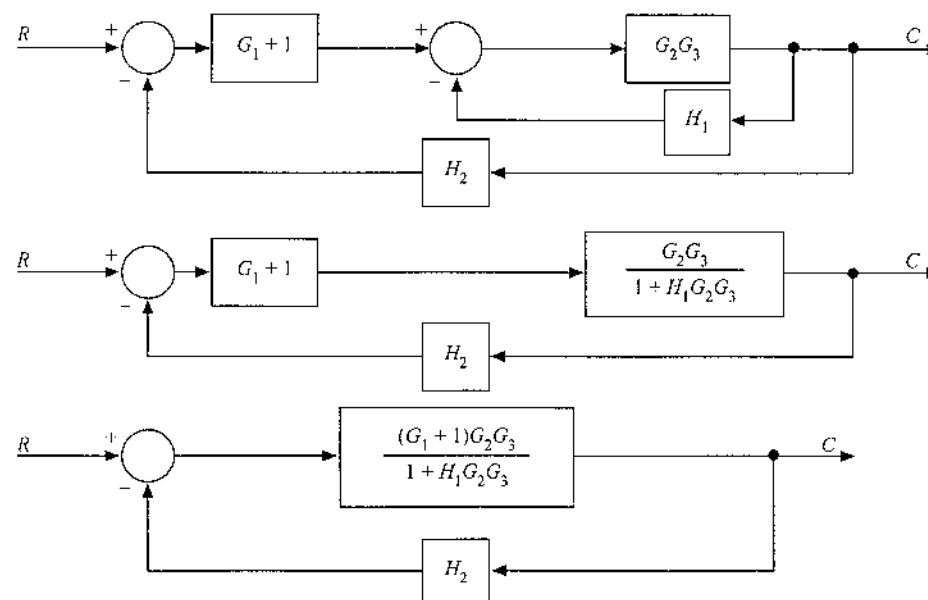 R + G₁ + 1 + G₂G₃ C
− −
H₁
H₂
R + G₁ + 1 G₂G₃ C
1 + H₁G₂G₃
−
H₂
R + (G₁ + 1)G₂G₃ C
1 + H₁G₂G₃
−
H₂